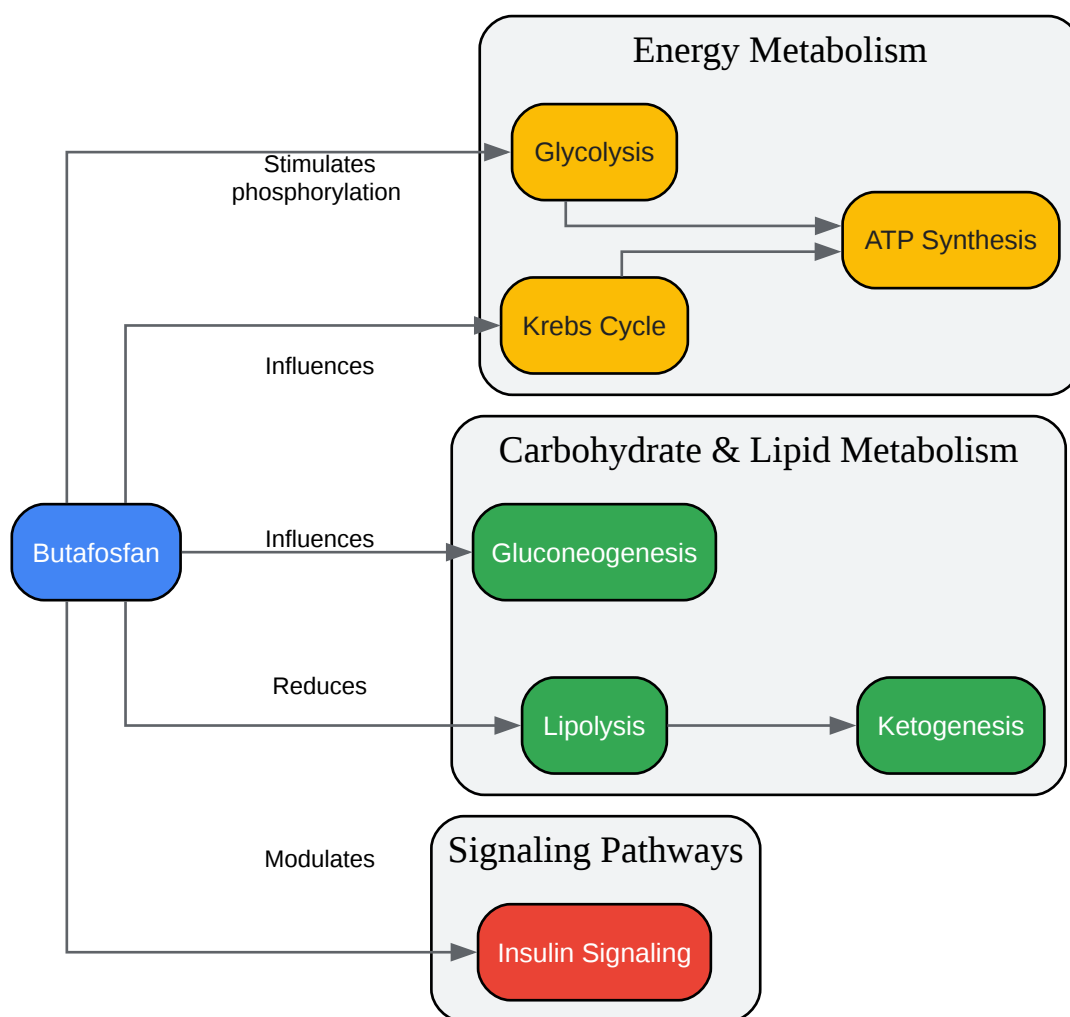 Energy Metabolism
Glycolysis
Stimulates
phosphorylation
ATP Synthesis
Krebs Cycle
Influences
Carbohydrate & Lipid Metabolism
Butafosfan
Influences
Gluconeogenesis
Reduces
Lipolysis
Ketogenesis
Signaling Pathways
Modulates
Insulin Signaling